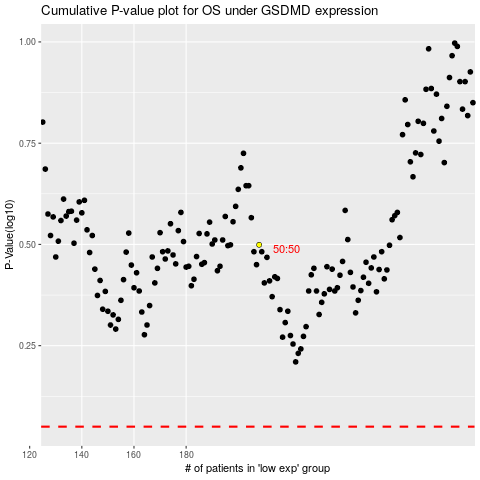 Cumulative P-value plot for OS under GSDMD expression
P-Value(log10)
1.00
0.75
0.50
0.25
50:50
120 140 160 180
# of patients in 'low exp' group